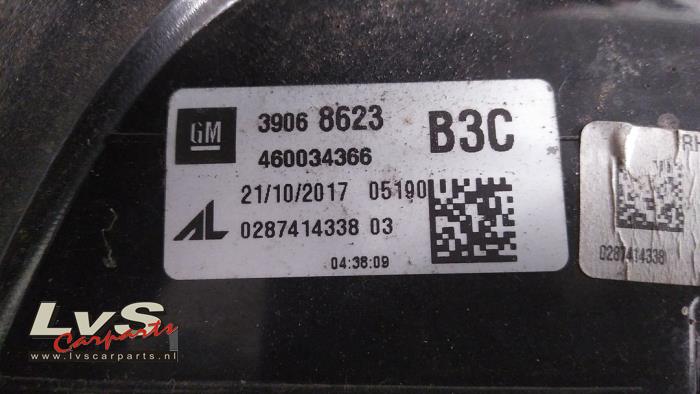 GM 3906 8623 B3C
460034366
21/10/2017 05190
AL 0287414338 03
04:38:09
RH
0287414338
LvS
Carparts
www.lvscarparts.nl